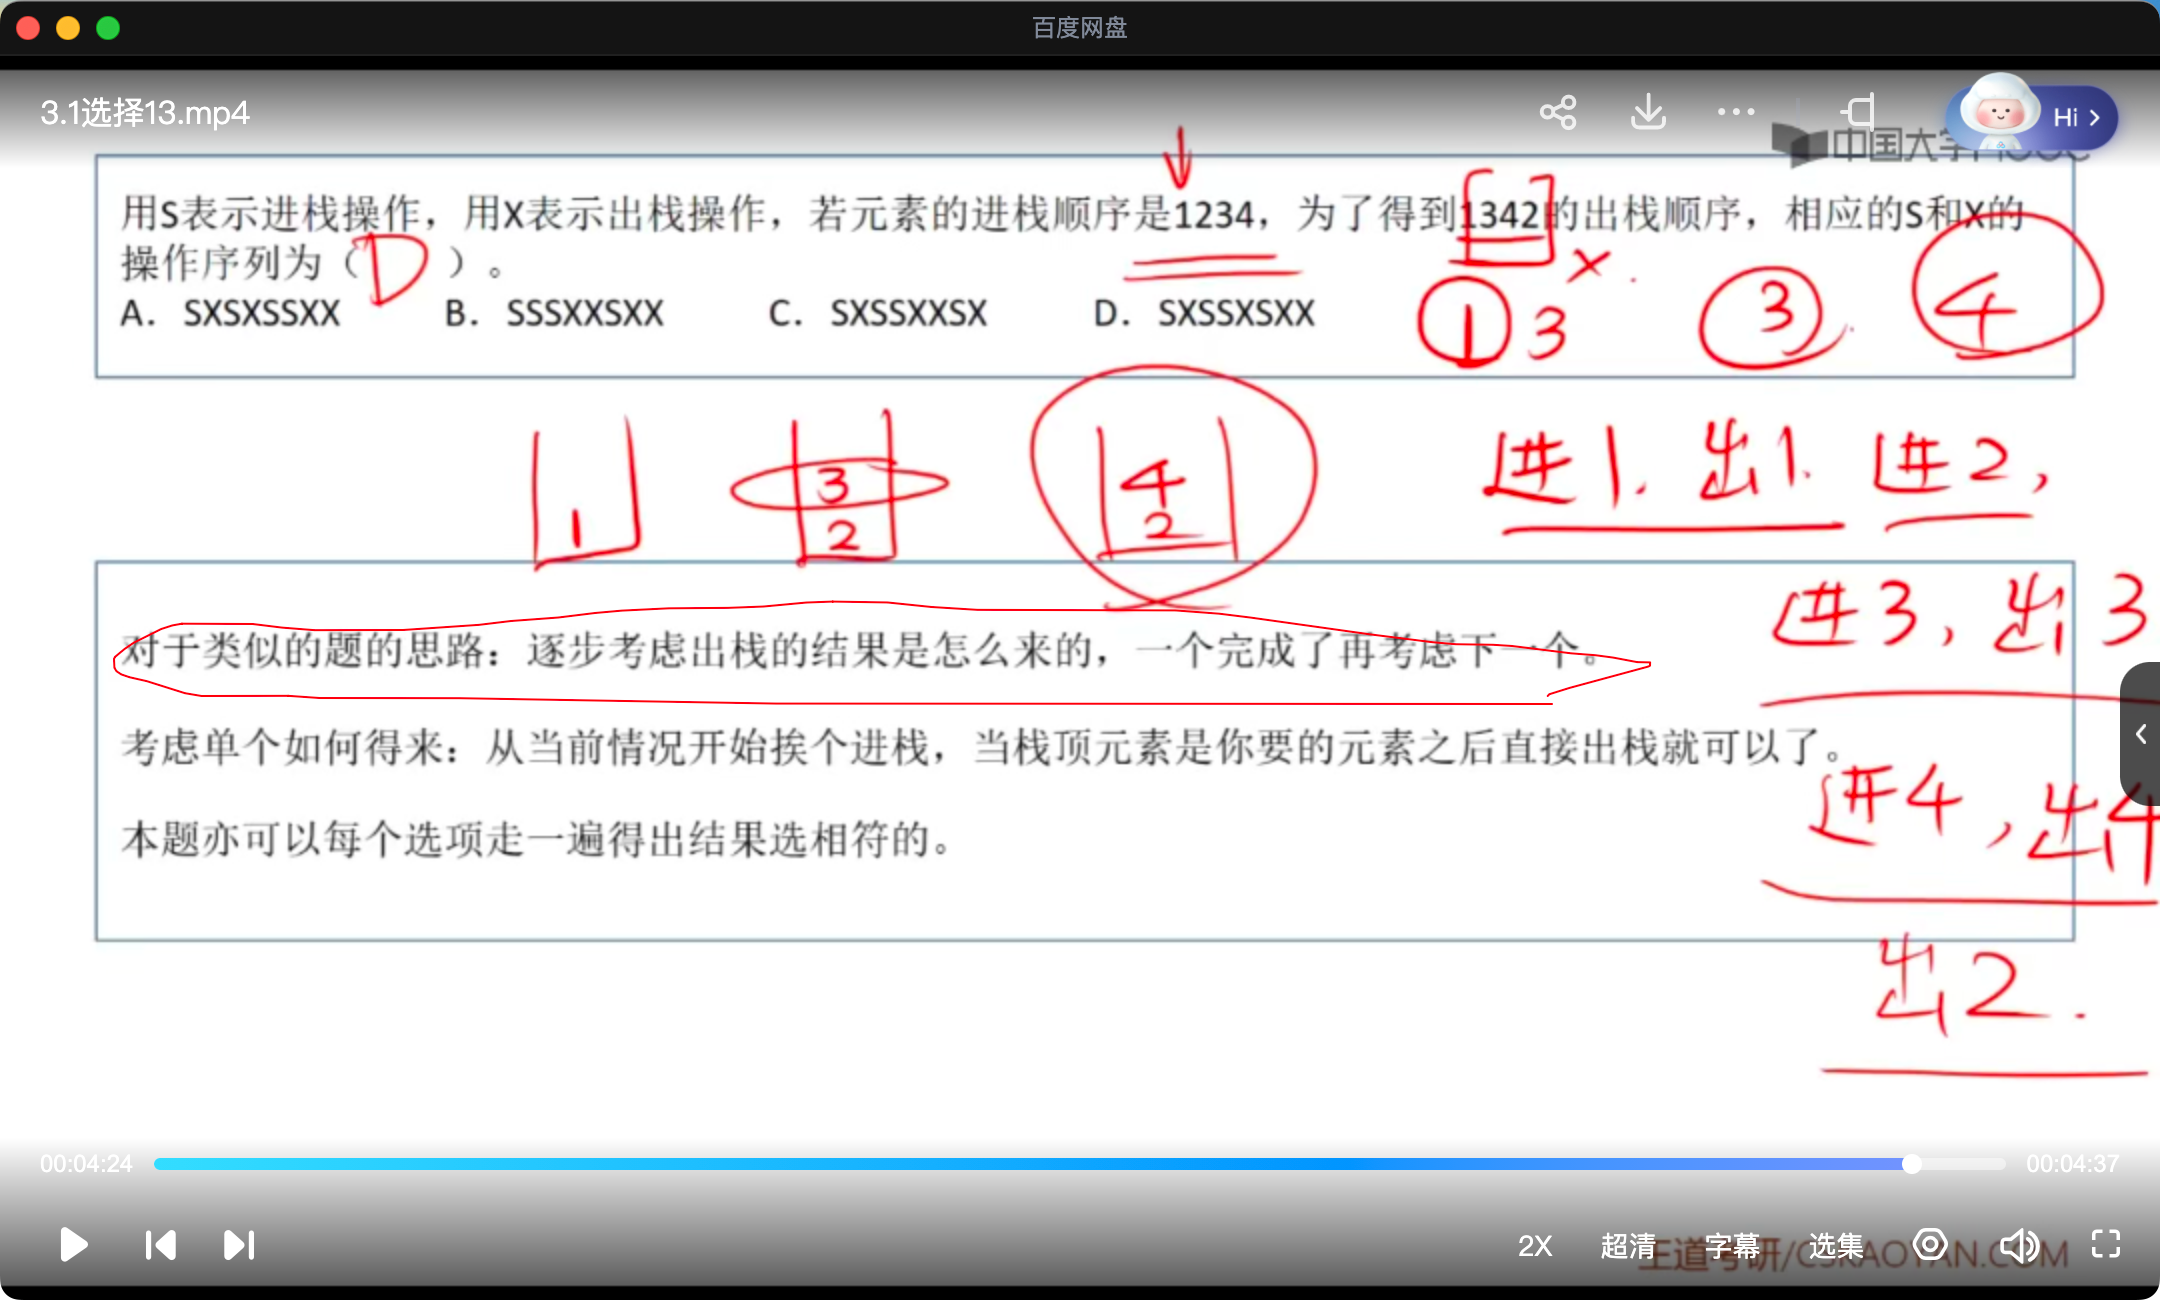 百度网盘
3.1选择13.mp4
Hi
中国大学MOOC
用S表示进栈操作，用X表示出栈操作，若元素的进栈顺序是1234，为了得到1342的出栈顺序，相应的S和X的
操作序列为（D）。
A. SXSXSSXX B. SSSXXSXX C. SXSSXXSX D. SXSSXSXX
1 3 × 3 4
1
3
2
4
2
进1.出1.进2,
进3,出3
对于类似的题的思路：逐步考虑出栈的结果是怎么来的，一个完成了再考虑下一个。
考虑单个如何得来：从当前情况开始挨个进栈，当栈顶元素是你要的元素之后直接出栈就可以了。
进4,出4
本题亦可以每个选项走一遍得出结果选相符的。
出2.
00:04:24
00:04:37
2X 超清 字幕 选集
王道考研/CSKAOYAN.COM